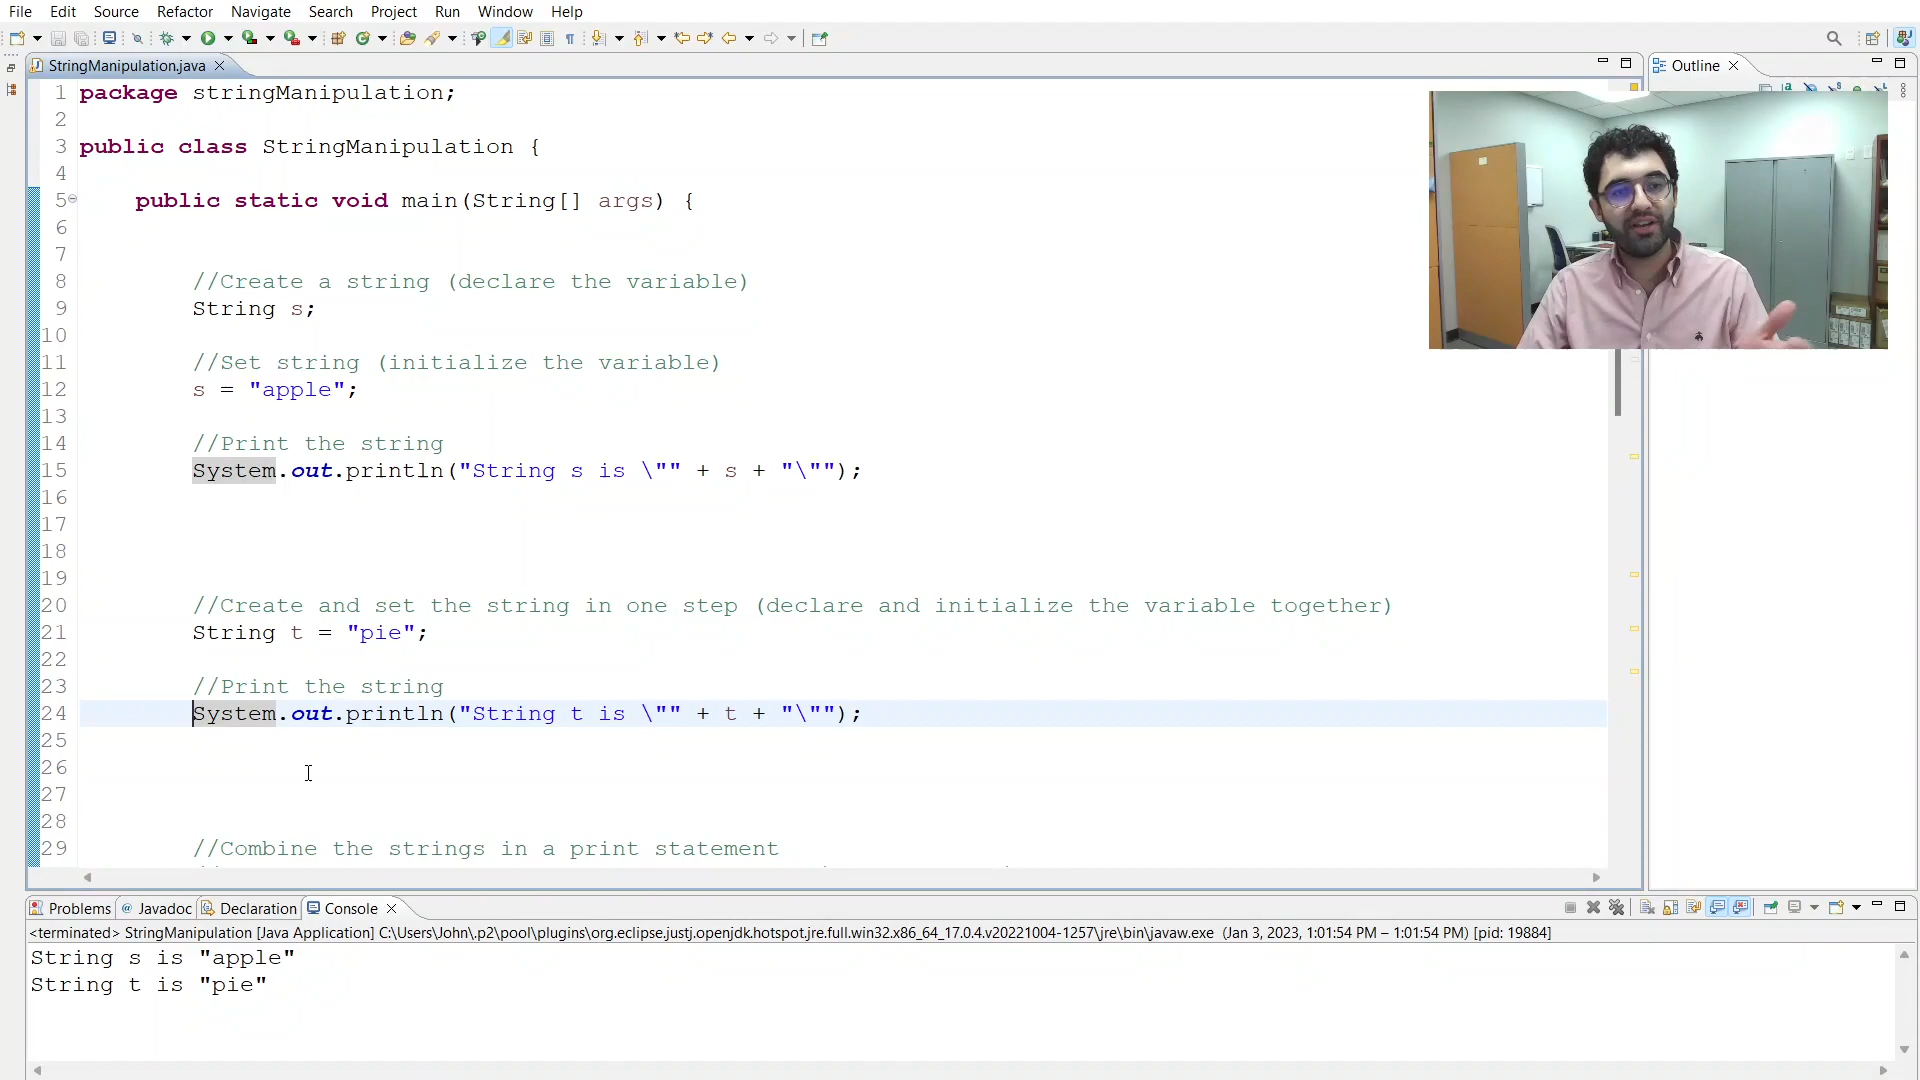 File Edit Source Refactor Navigate Search Project Run Window Help
StringManipulation.java
Outline
1 package stringManipulation;
2
3 public class StringManipulation {
4
5 public static void main(String[] args) {
6
7
8 //Create a string (declare the variable)
9 String s;
10
11 //Set string (initialize the variable)
12 s = "apple";
13
14 //Print the string
15 System.out.println("String s is \"" + s + "\"");
16
17
18
19
20 //Create and set the string in one step (declare and initialize the variable together)
21 String t = "pie";
22
23 //Print the string
24 System.out.println("String t is \"" + t + "\"");
25
26
27
28
29 //Combine the strings in a print statement
Problems Javadoc Declaration Console
<terminated> StringManipulation [Java Application] C:\Users\John\.p2\pool\plugins\org.eclipse.justj.openjdk.hotspot.jre.full.win32.x86_64_17.0.4.v20221004-1257\jre\bin\javaw.exe (Jan 3, 2023, 1:01:54 PM – 1:01:54 PM) [pid: 19884]
String s is "apple"
String t is "pie"